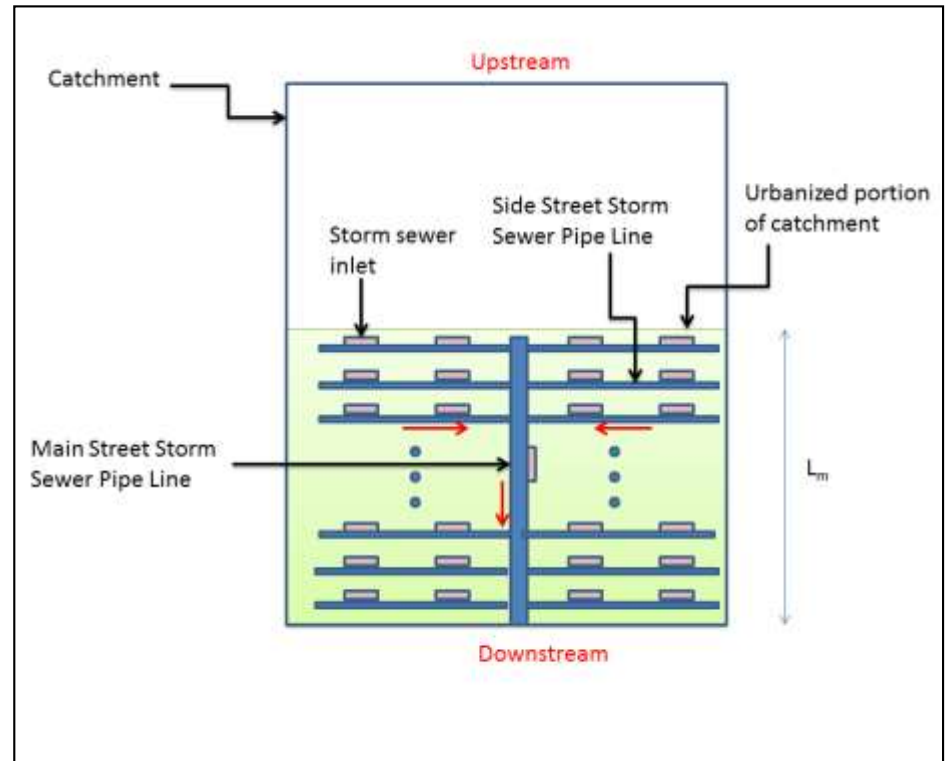 Upstream
Catchment
Urbanized portion
of catchment
Side Street Storm
Sewer Pipe Line
Storm sewer
inlet
Main Street Storm
Sewer Pipe Line
Lm
Downstream